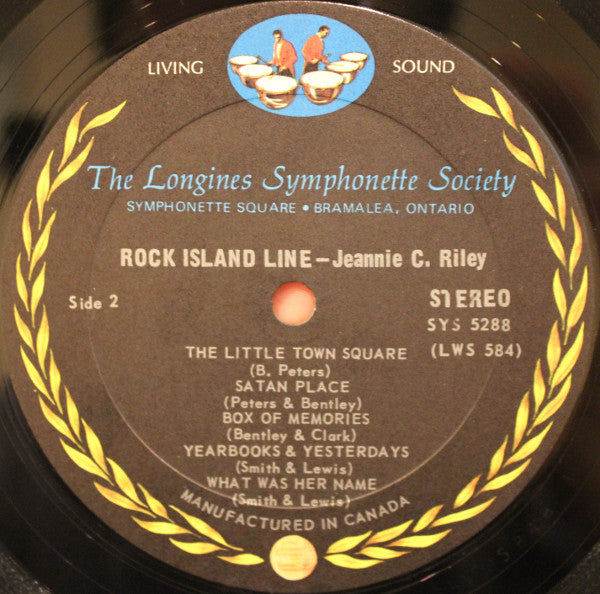 LIVING SOUND
The Longines Symphonette Society
SYMPHONETTE SQUARE • BRAMALEA, ONTARIO
ROCK ISLAND LINE – Jeannie C. Riley
Side 2
STEREO
SYS 5288
(LWS 584)
THE LITTLE TOWN SQUARE
(B. Peters)
SATAN PLACE
(Peters & Bentley)
BOX OF MEMORIES
(Bentley & Clark)
YEARBOOKS & YESTERDAYS
(Smith & Lewis)
WHAT WAS HER NAME
(Smith & Lewis)
MANUFACTURED IN CANADA